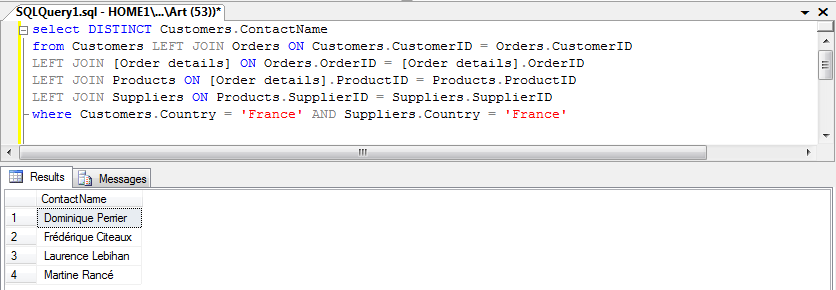 SQLQuery1.sql - HOME1\...\Art (53))*
select DISTINCT Customers.ContactName
from Customers LEFT JOIN Orders ON Customers.CustomerID = Orders.CustomerID
LEFT JOIN [Order details] ON Orders.OrderID = [Order details].OrderID
LEFT JOIN Products ON [Order details].ProductID = Products.ProductID
LEFT JOIN Suppliers ON Products.SupplierID = Suppliers.SupplierID
where Customers.Country = 'France' AND Suppliers.Country = 'France'
Results Messages
ContactName
1 Dominique Perrier
2 Frédérique Citeaux
3 Laurence Lebihan
4 Martine Rancé